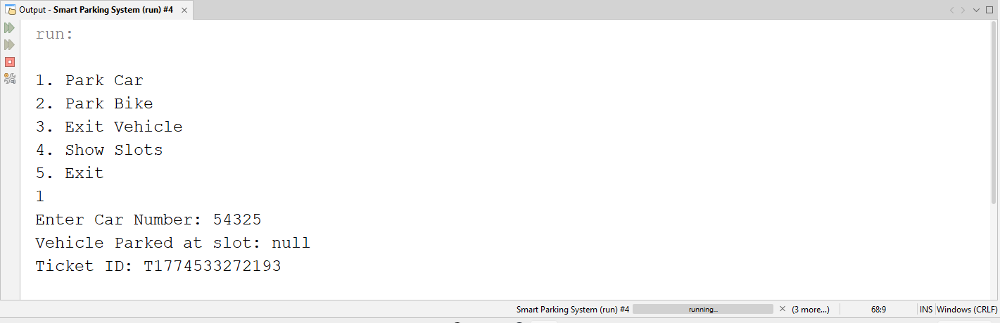 Output - Smart Parking System (run) #4
run:
1. Park Car
2. Park Bike
3. Exit Vehicle
4. Show Slots
5. Exit
1
Enter Car Number: 54325
Vehicle Parked at slot: null
Ticket ID: T1774533272193
Smart Parking System (run) #4 running... (3 more...) 68:9 INS Windows (CRLF)